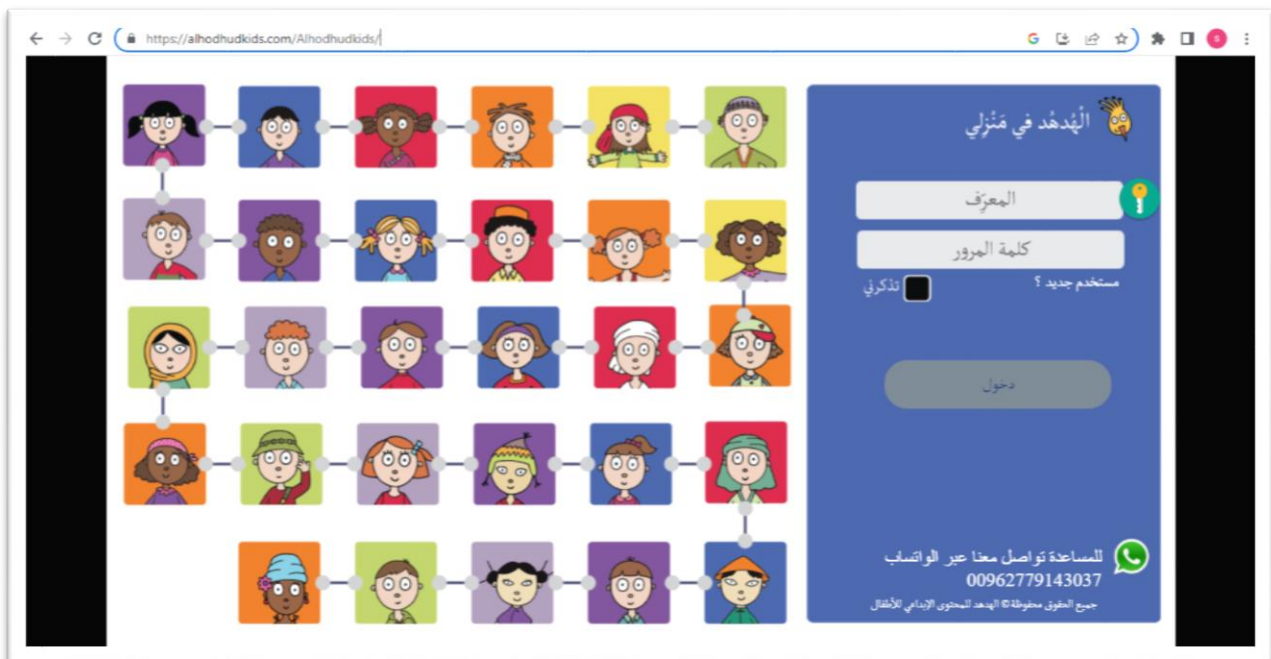 https://alhodhudkids.com/Alhodhudkids/
الْهُدهُد في مَنْزِلي
المعرّف
كلمة المرور
مستخدم جديد ؟
تذكرني
دخول
للمساعدة تواصل معنا عبر الواتساب
00962779143037
جميع الحقوق محفوظة© الهدهد للمحتوى الإبداعي للأطفال